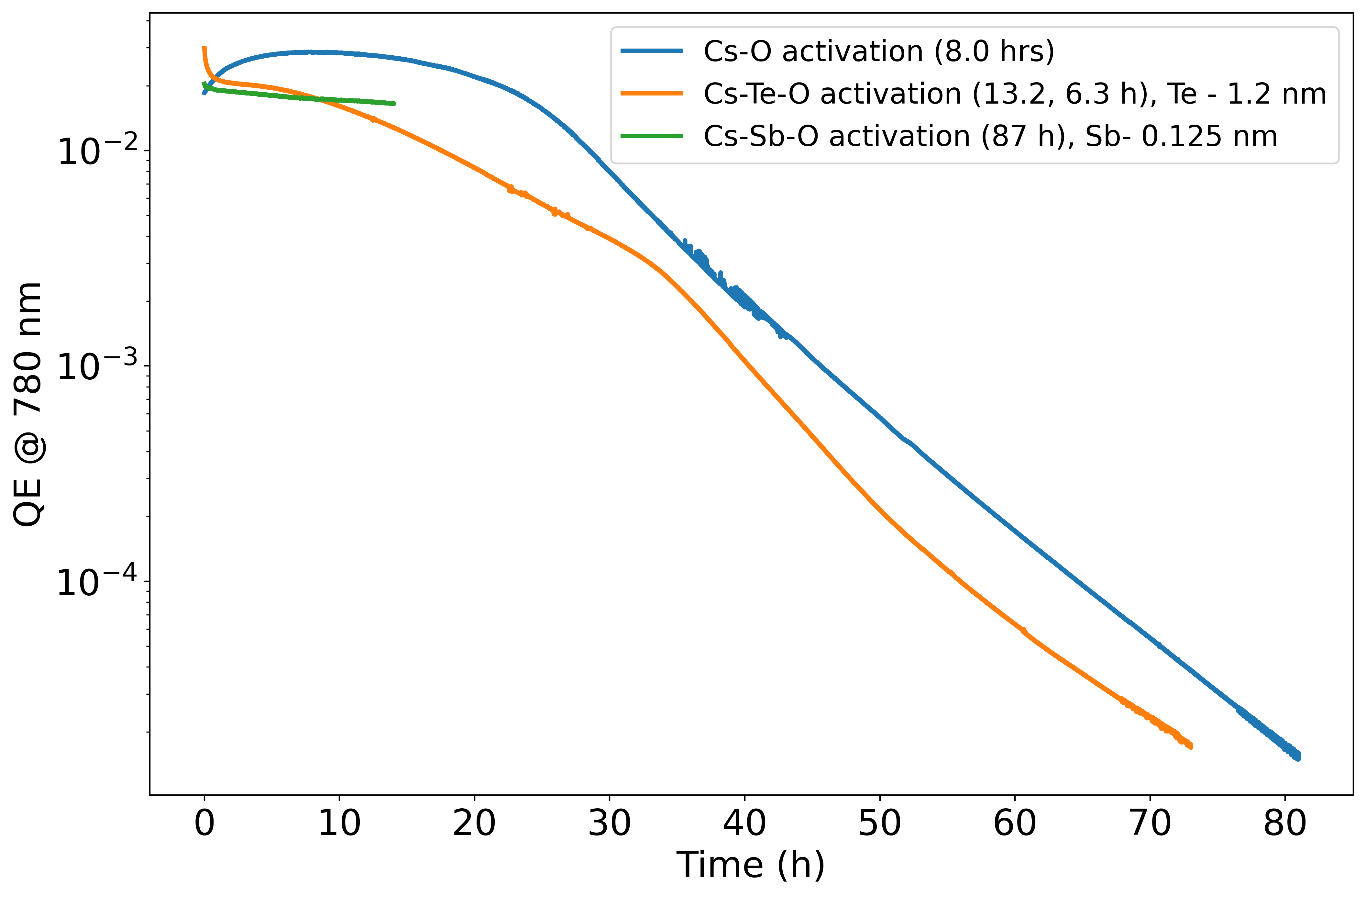 Cs-O activation (8.0 hrs)
Cs-Te-O activation (13.2, 6.3 h), Te - 1.2 nm
Cs-Sb-O activation (87 h), Sb- 0.125 nm
QE @ 780 nm
10⁻²
10⁻³
10⁻⁴
0 10 20 30 40 50 60 70 80
Time (h)